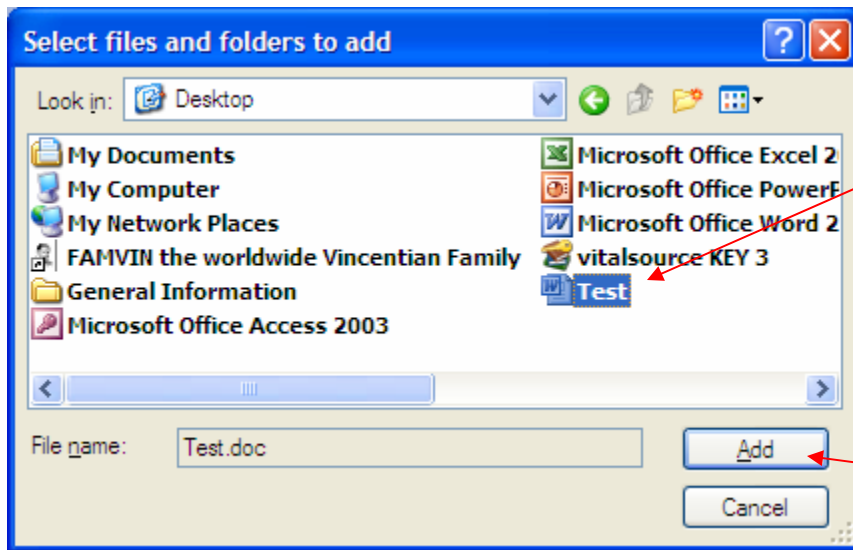 Select files and folders to add
Look in: Desktop
My Documents
My Computer
My Network Places
FAMVIN the worldwide Vincentian Family
General Information
Microsoft Office Access 2003
Microsoft Office Excel 2
Microsoft Office PowerP
Microsoft Office Word 2
vitalsource KEY 3
Test
File name: Test.doc
Add
Cancel